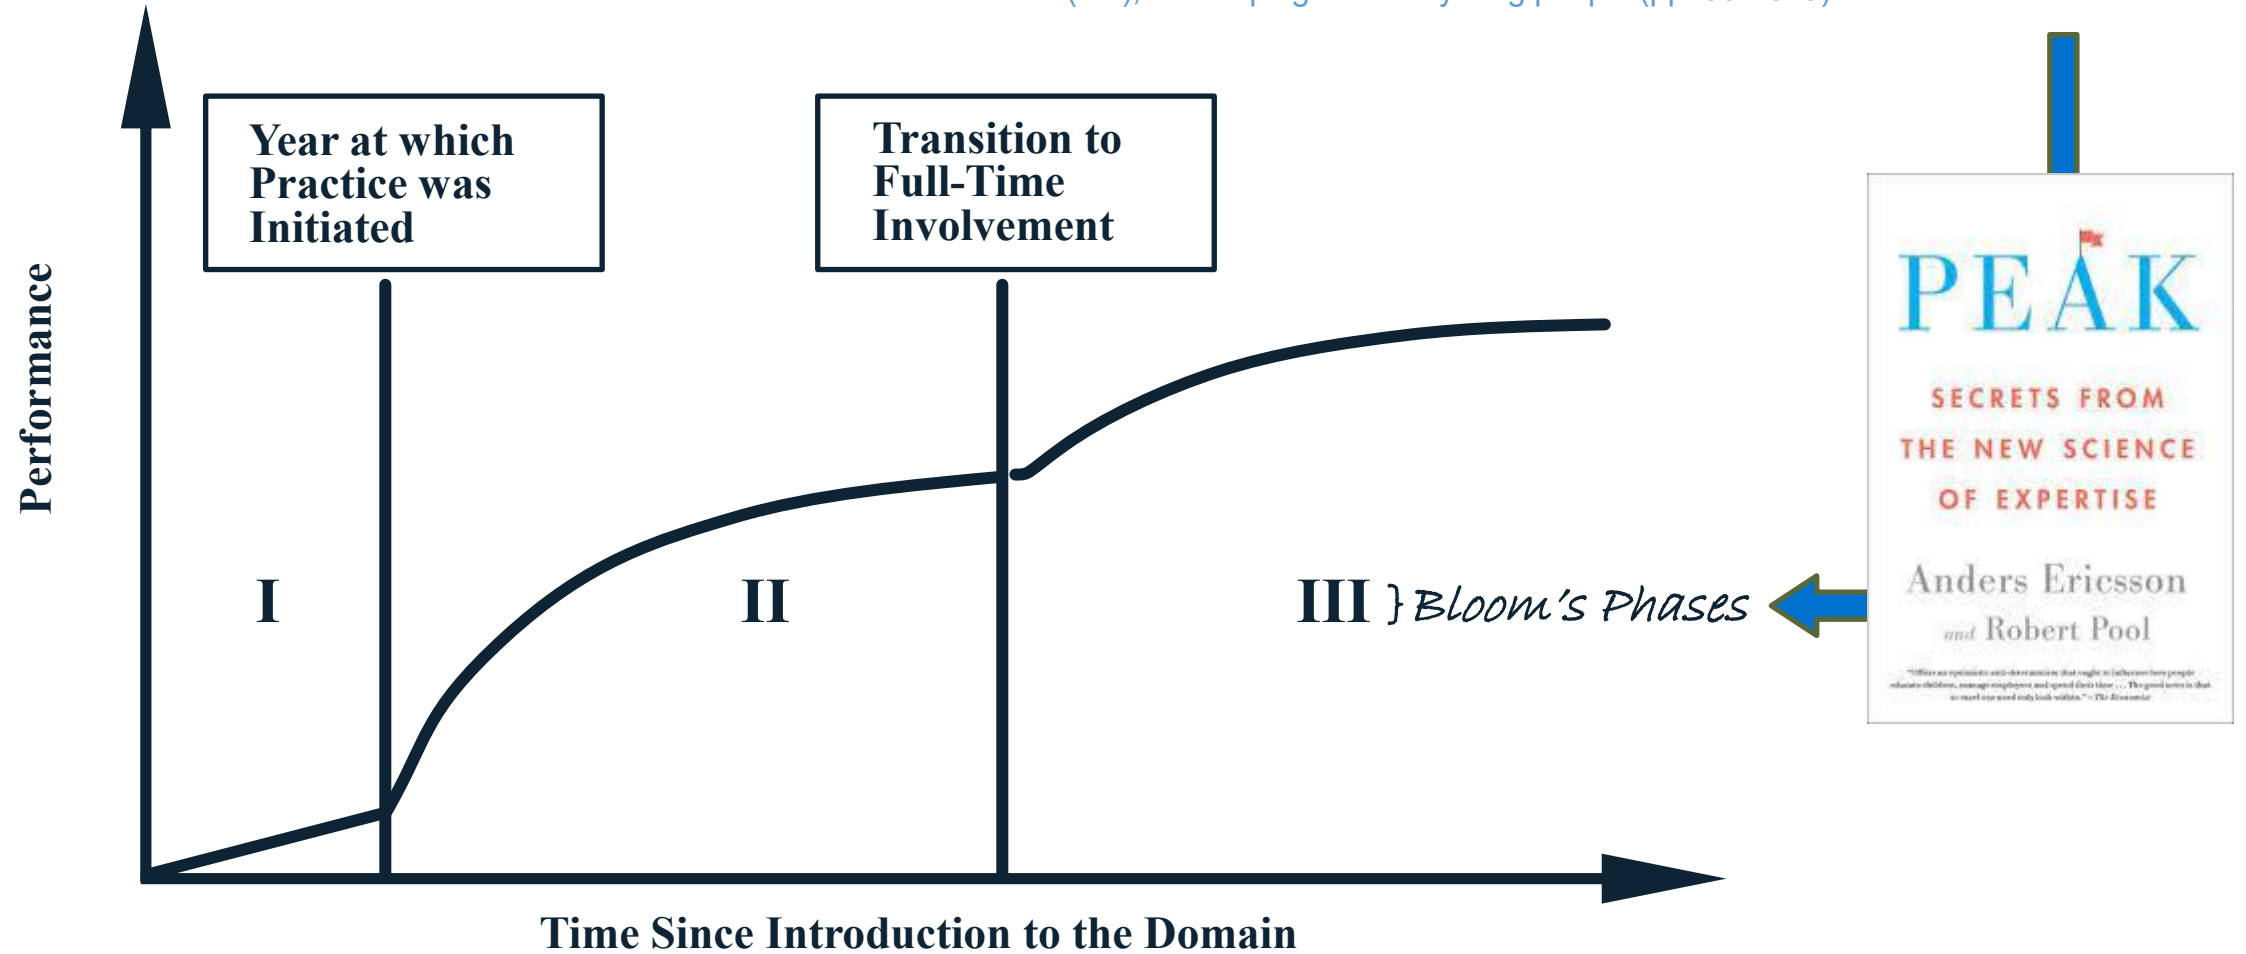 Year at which
Practice was
Initiated
Transition to
Full-Time
Involvement
Performance
I
II
III } Bloom's Phases
Time Since Introduction to the Domain
PEAK
SECRETS FROM
THE NEW SCIENCE
OF EXPERTISE
Anders Ericsson
and Robert Pool